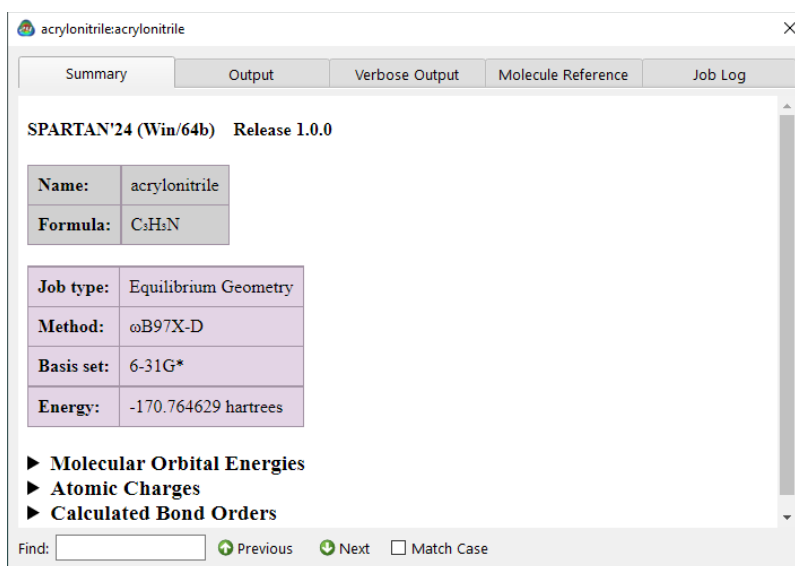 acrylonitrile:acrylonitrile
Summary Output Verbose Output Molecule Reference Job Log
SPARTAN'24 (Win/64b) Release 1.0.0
Name: acrylonitrile
Formula: C₃H₃N
Job type: Equilibrium Geometry
Method: ωB97X-D
Basis set: 6-31G*
Energy: -170.764629 hartrees
Molecular Orbital Energies
Atomic Charges
Calculated Bond Orders
Find: Previous Next Match Case